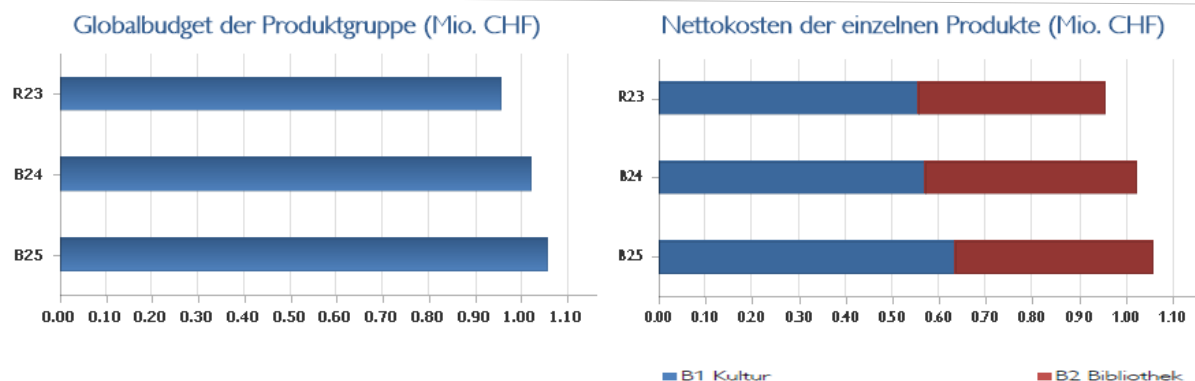 Globalbudget der Produktgruppe (Mio. CHF)
R23
B24
B25
0.00 0.10 0.20 0.30 0.40 0.50 0.60 0.70 0.80 0.90 1.00 1.10
Nettokosten der einzelnen Produkte (Mio. CHF)
R23
B24
B25
0.00 0.10 0.20 0.30 0.40 0.50 0.60 0.70 0.80 0.90 1.00 1.10
B1 Kultur
B2 Bibliothek